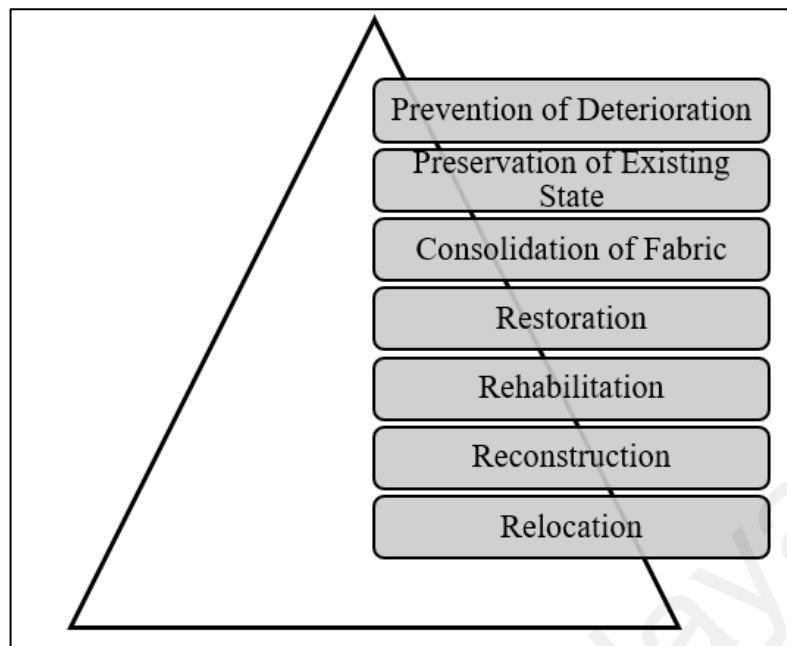 Prevention of Deterioration
Preservation of Existing
State
Consolidation of Fabric
Restoration
Rehabilitation
Reconstruction
Relocation